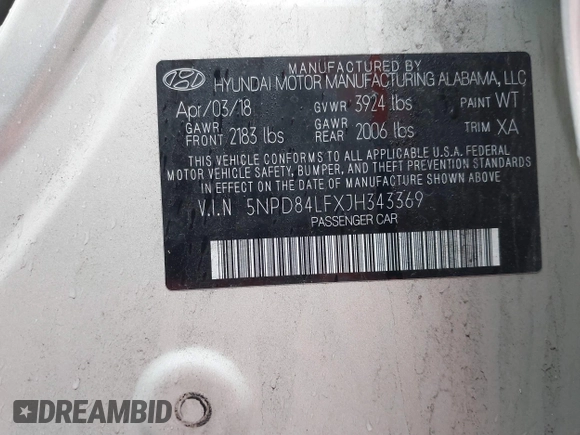 MANUFACTURED BY
HYUNDAI MOTOR MANUFACTURING ALABAMA, LLC
Apr/03/18 GVWR 3924 lbs PAINT WT
GAWR FRONT 2183 lbs GAWR REAR 2006 lbs TRIM XA
THIS VEHICLE CONFORMS TO ALL APPLICABLE U.S.A. FEDERAL
MOTOR VEHICLE SAFETY, BUMPER, AND THEFT PREVENTION
STANDARDS IN EFFECT ON THE DATE OF MANUFACTURE
SHOWN ABOVE.
V.I.N 5NPD84LFXJH343369
PASSENGER CAR
DREAMBID